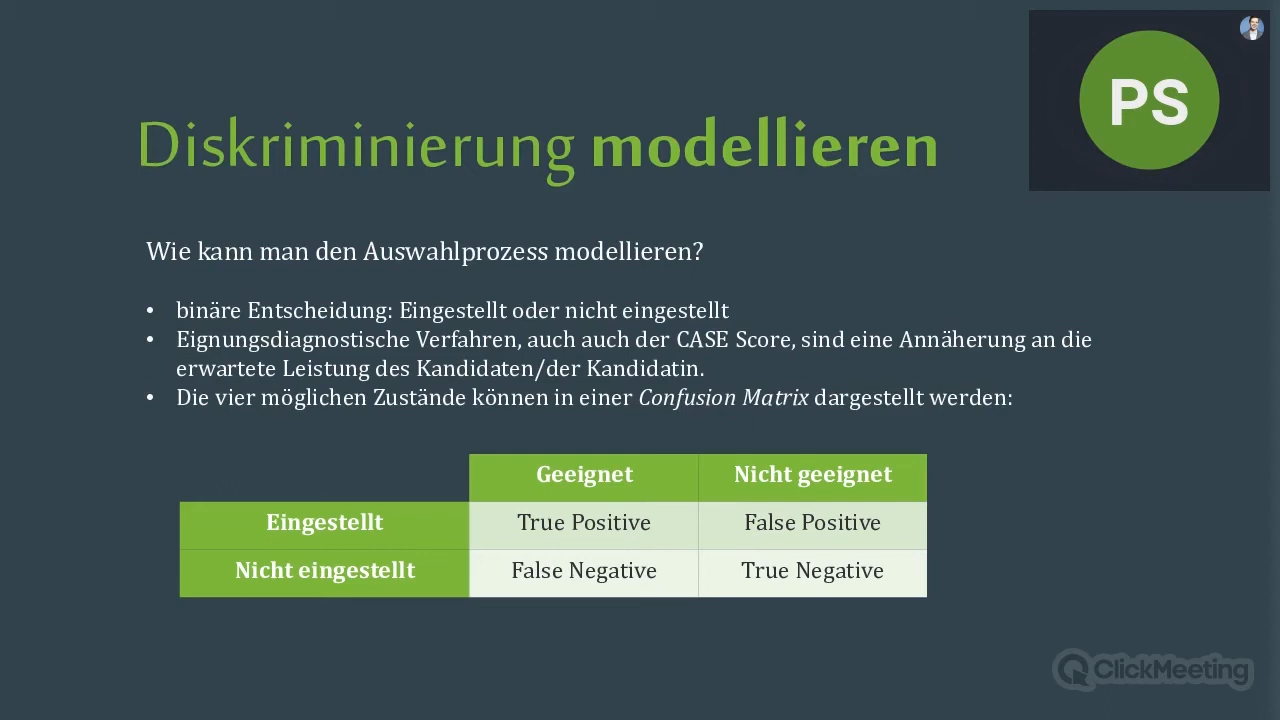 PS
Diskriminierung modellieren
Wie kann man den Auswahlprozess modellieren?
• binäre Entscheidung: Eingestellt oder nicht eingestellt
• Eignungsdiagnostische Verfahren, auch auch der CASE Score, sind eine Annäherung an die
erwartete Leistung des Kandidaten/der Kandidatin.
• Die vier möglichen Zustände können in einer Confusion Matrix dargestellt werden:
Geeignet Nicht geeignet
Eingestellt True Positive False Positive
Nicht eingestellt False Negative True Negative
ClickMeeting